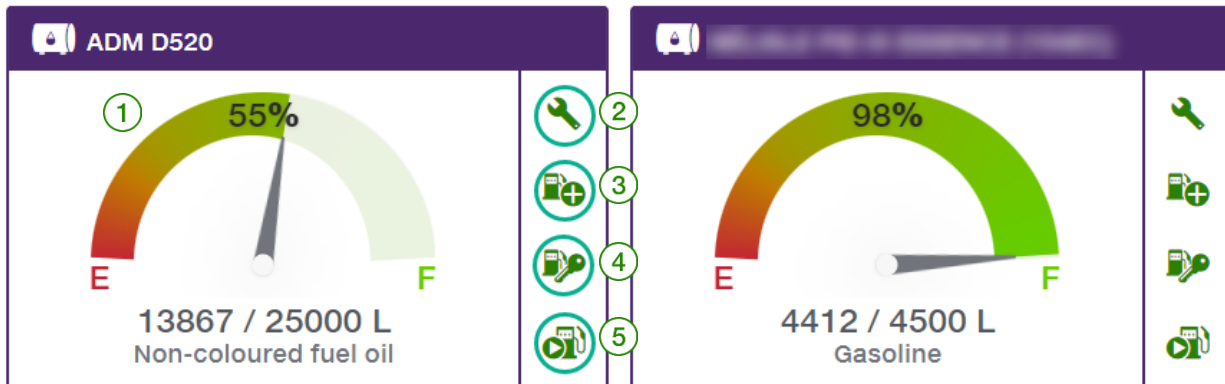 ADM D520
1
55%
E
F
13867 / 25000 L
Non-coloured fuel oil
2
3
4
5
98%
E
F
4412 / 4500 L
Gasoline